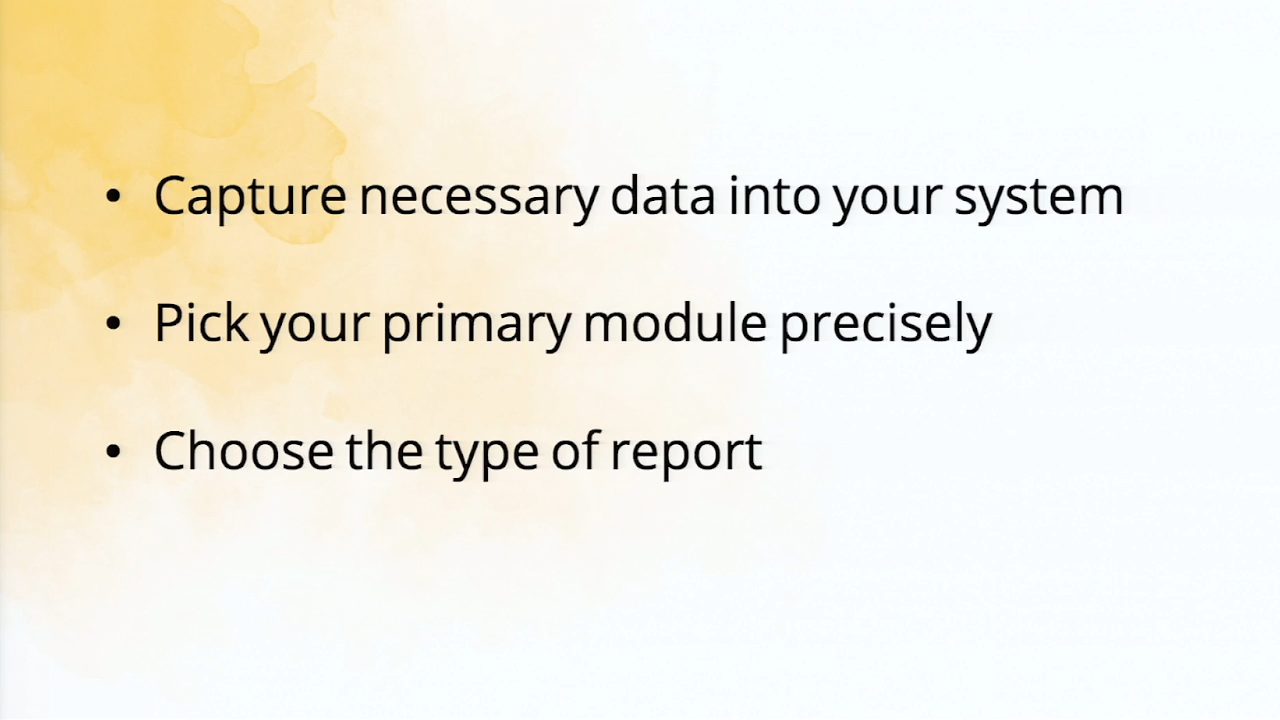 • Capture necessary data into your system
• Pick your primary module precisely
• Choose the type of report